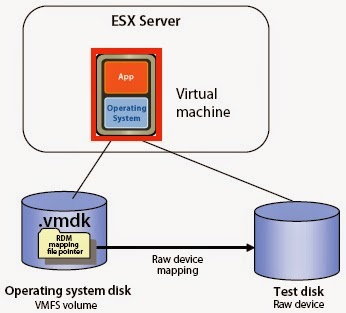 ESX Server
App
Operating
System
Virtual
machine
.vmdk
RDM
mapping
file pointer
Raw device
mapping
Operating system disk
VMFS volume
Test disk
Raw device